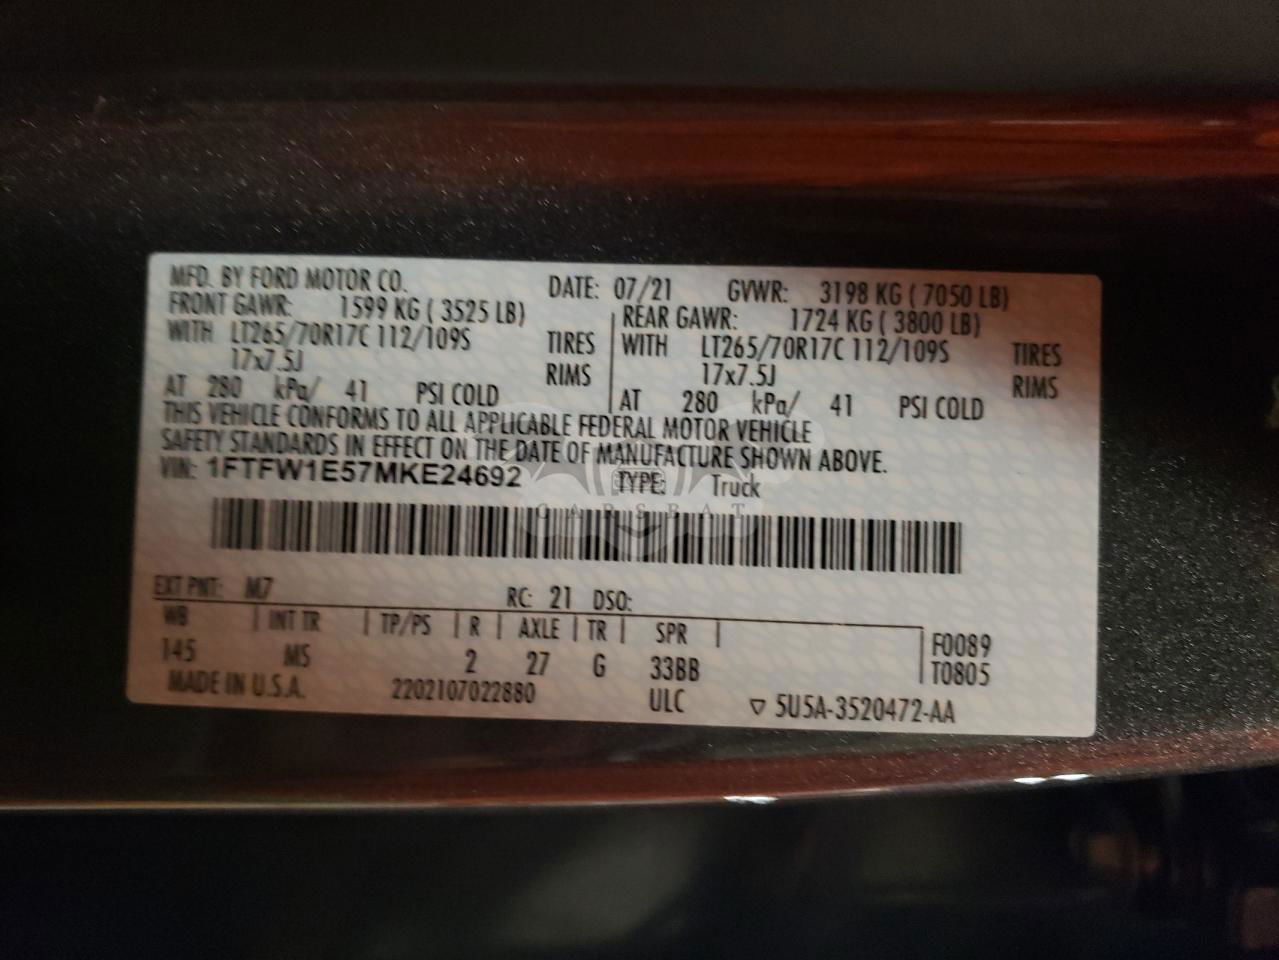 MFD. BY FORD MOTOR CO. DATE: 07/21 GVWR: 3198 KG ( 7050 LB)
FRONT GAWR: 1599 KG ( 3525 LB) REAR GAWR: 1724 KG ( 3800 LB)
WITH LT265/70R17C 112/109S TIRES WITH LT265/70R17C 112/109S TIRES
17x7.5J RIMS 17x7.5J RIMS
AT 280 kPa/ 41 PSI COLD AT 280 kPa/ 41 PSI COLD
THIS VEHICLE CONFORMS TO ALL APPLICABLE FEDERAL MOTOR VEHICLE
SAFETY STANDARDS IN EFFECT ON THE DATE OF MANUFACTURE SHOWN ABOVE.
VIN: 1FTFW1E57MKE24692 TYPE: Truck
CARSBAT
EXT PNT: M7 RC: 21 DSO:
WB | INT TR | TP/PS | R | AXLE | TR | SPR | F0089
145 MS 2 27 G 33BB T0805
MADE IN U.S.A. 2202107022880 ULC ▽ 5U5A-3520472-AA